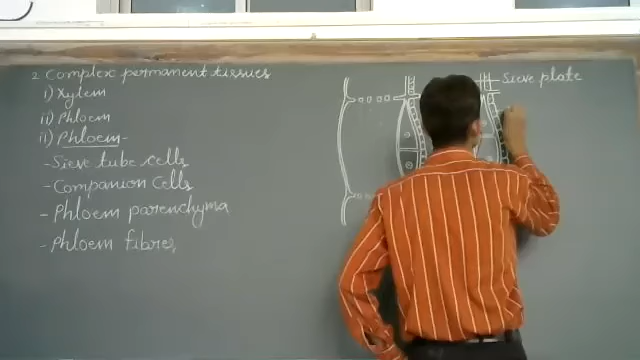 2 Complex permanent tissues
i) Xylem
ii) Phloem
ii) Phloem-
- Sieve tube cells
- Companion Cells
- Phloem parenchyma
- Phloem fibres
Sieve plate